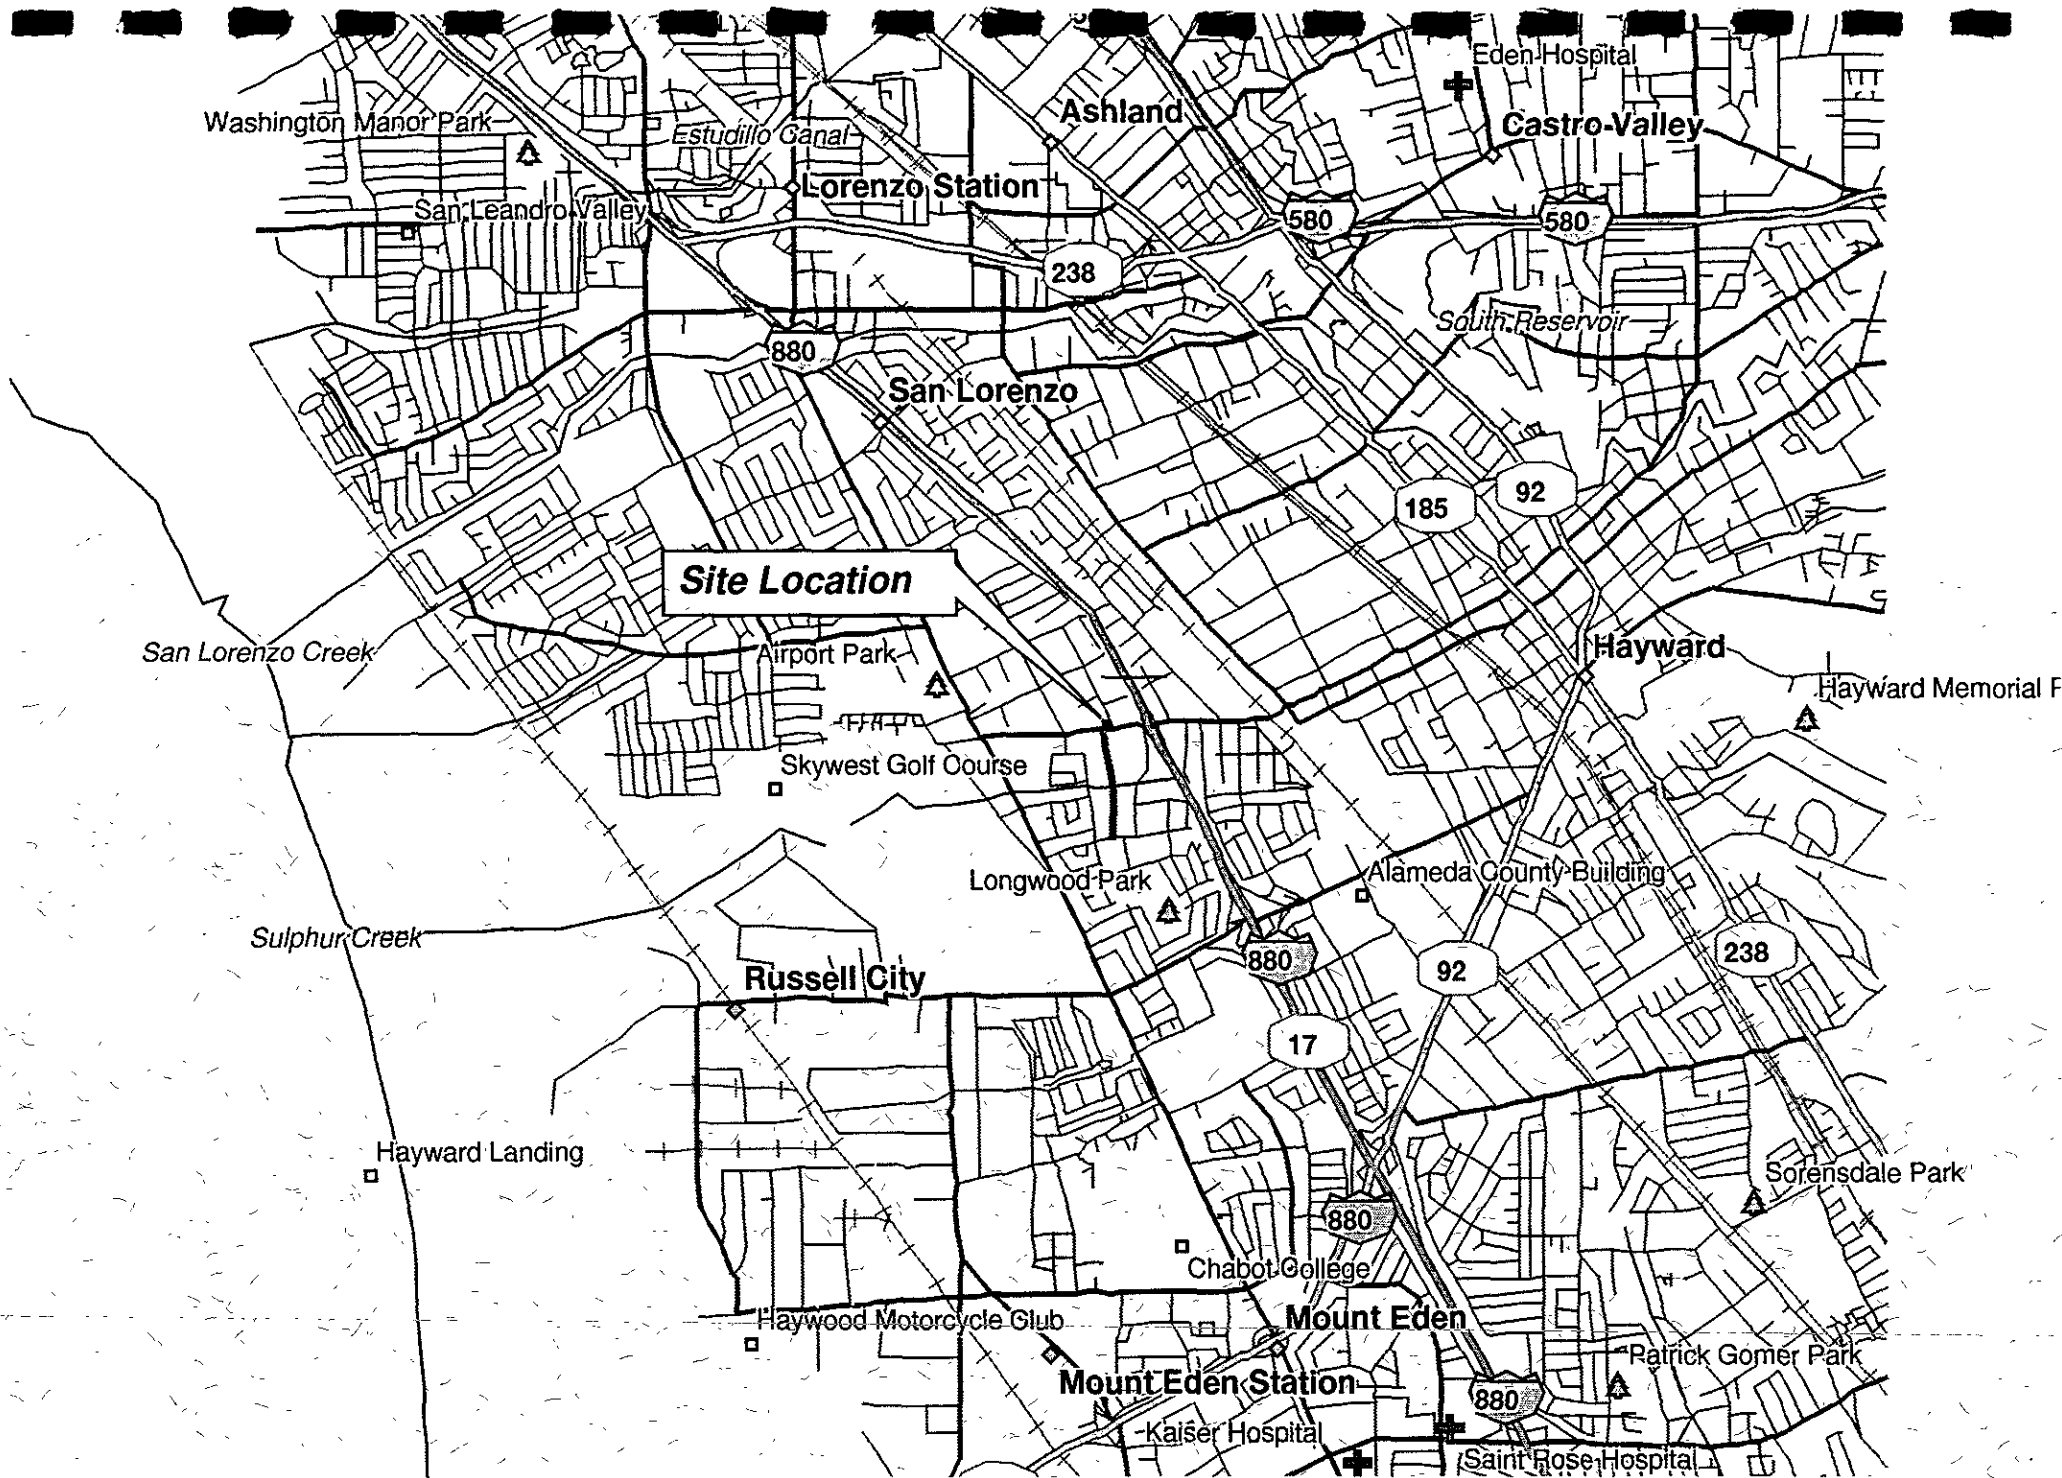 Eden Hospital
Washington Manor Park
Ashland
Estudillo Canal
Castro Valley
Lorenzo Station
San Leandro Valley
580
580
238
South Reservoir
880
San Lorenzo
92
185
Site Location
San Lorenzo Creek
Airport Park
Hayward
Hayward Memorial P
Skywest Golf Course
Longwood Park
Alameda County Building
Sulphur Creek
880
92
238
Russell City
17
Hayward Landing
Sorensdale Park
880
Chabot College
Haywood Motorcycle Club
Mount Eden
Patrick Gomer Park
Mount Eden Station
880
Kaiser Hospital
Saint Rose Hospital